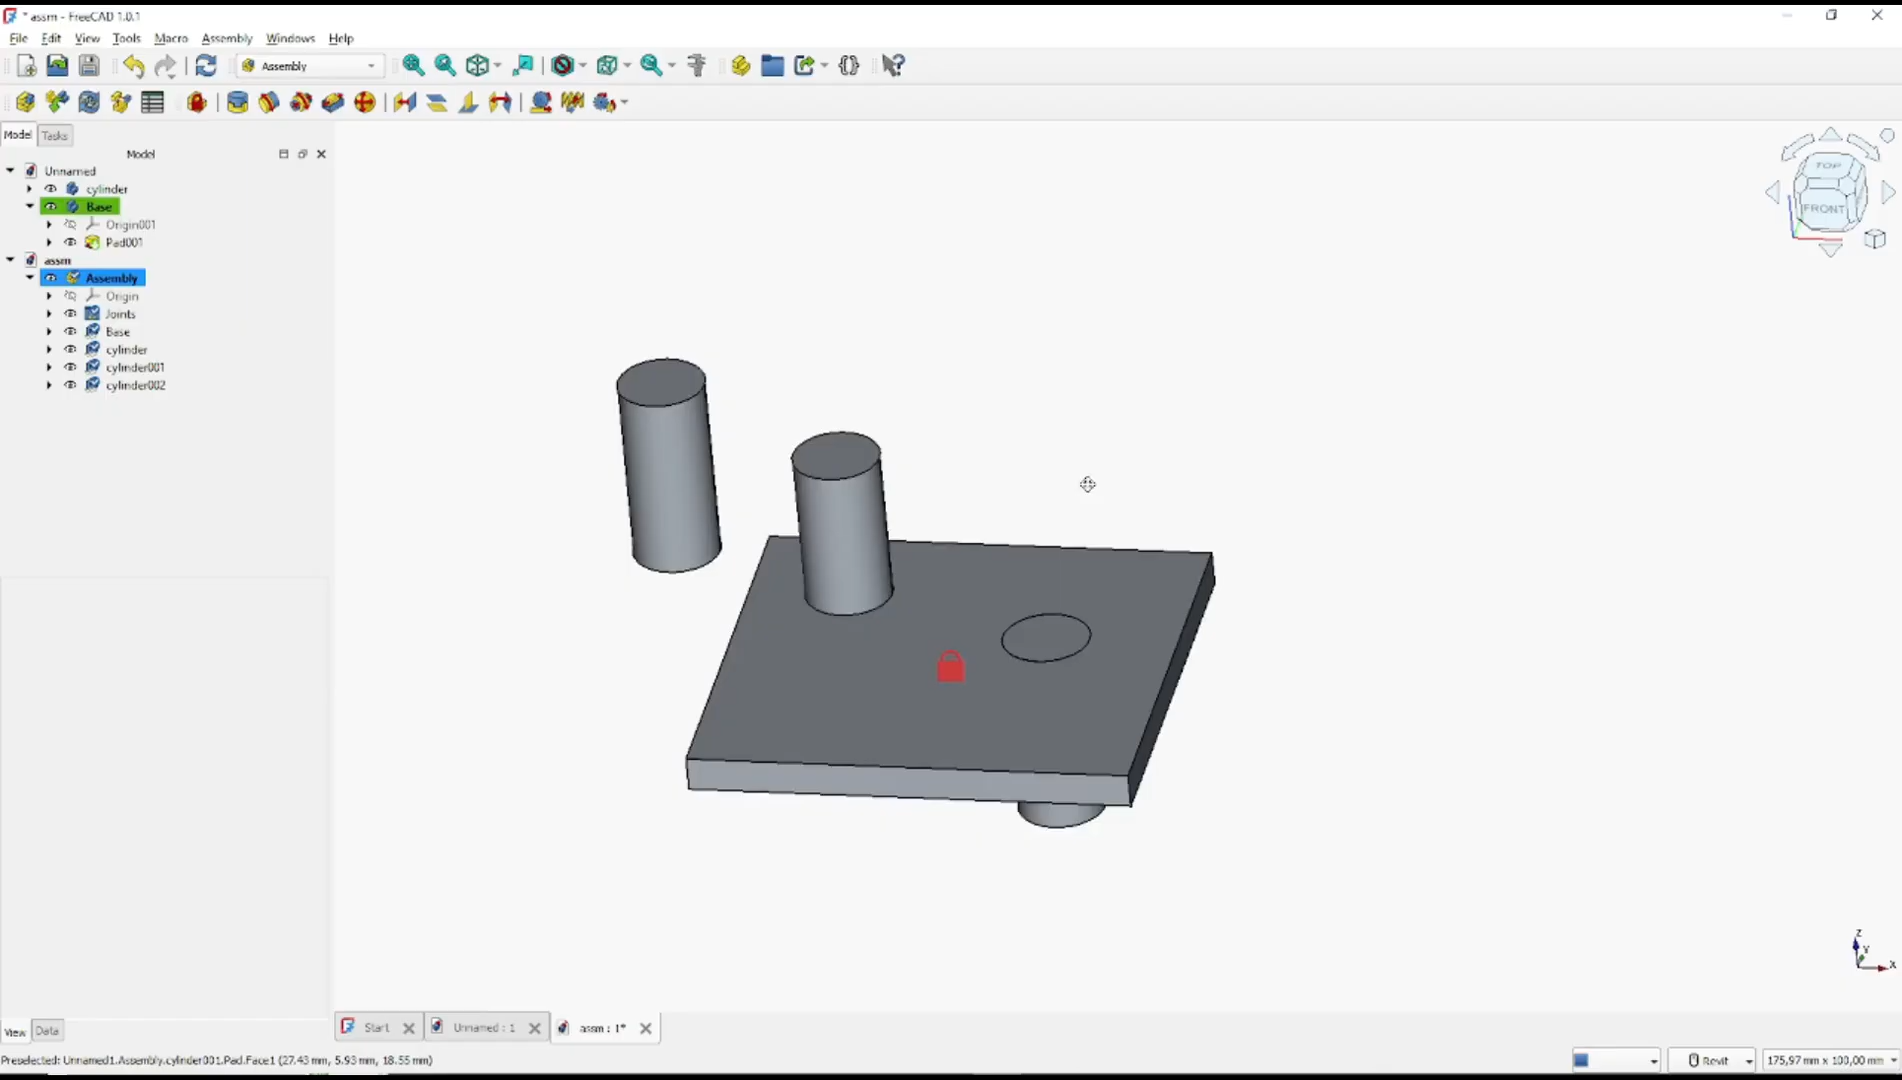 * assm - FreeCAD 1.0.1
File Edit View Tools Macro Assembly Windows Help
Assembly
Model Tasks
Model
Unnamed
cylinder
Base
Origin001
Pad001
assm
Assembly
Origin
Joints
Base
cylinder
cylinder001
cylinder002
TOP
FRONT
Z
Y
X
View Data
Start Unnamed : 1 assm : 1*
Preselected: Unnamed1.Assembly.cylinder001.Pad.Face1 (27.43 mm, 5.93 mm, 18.55 mm)
Revit 175,97 mm x 100,00 mm